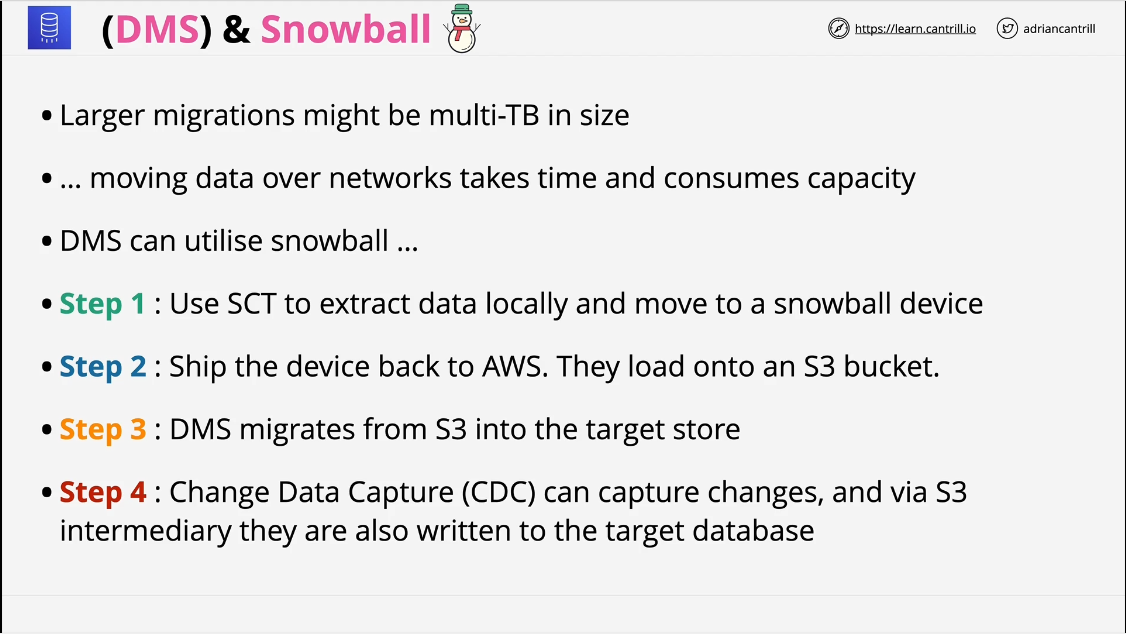 (DMS) & Snowball
https://learn.cantrill.io
adriancantrill
• Larger migrations might be multi-TB in size
• ... moving data over networks takes time and consumes capacity
• DMS can utilise snowball ...
• Step 1 : Use SCT to extract data locally and move to a snowball device
• Step 2 : Ship the device back to AWS. They load onto an S3 bucket.
• Step 3 : DMS migrates from S3 into the target store
• Step 4 : Change Data Capture (CDC) can capture changes, and via S3
intermediary they are also written to the target database